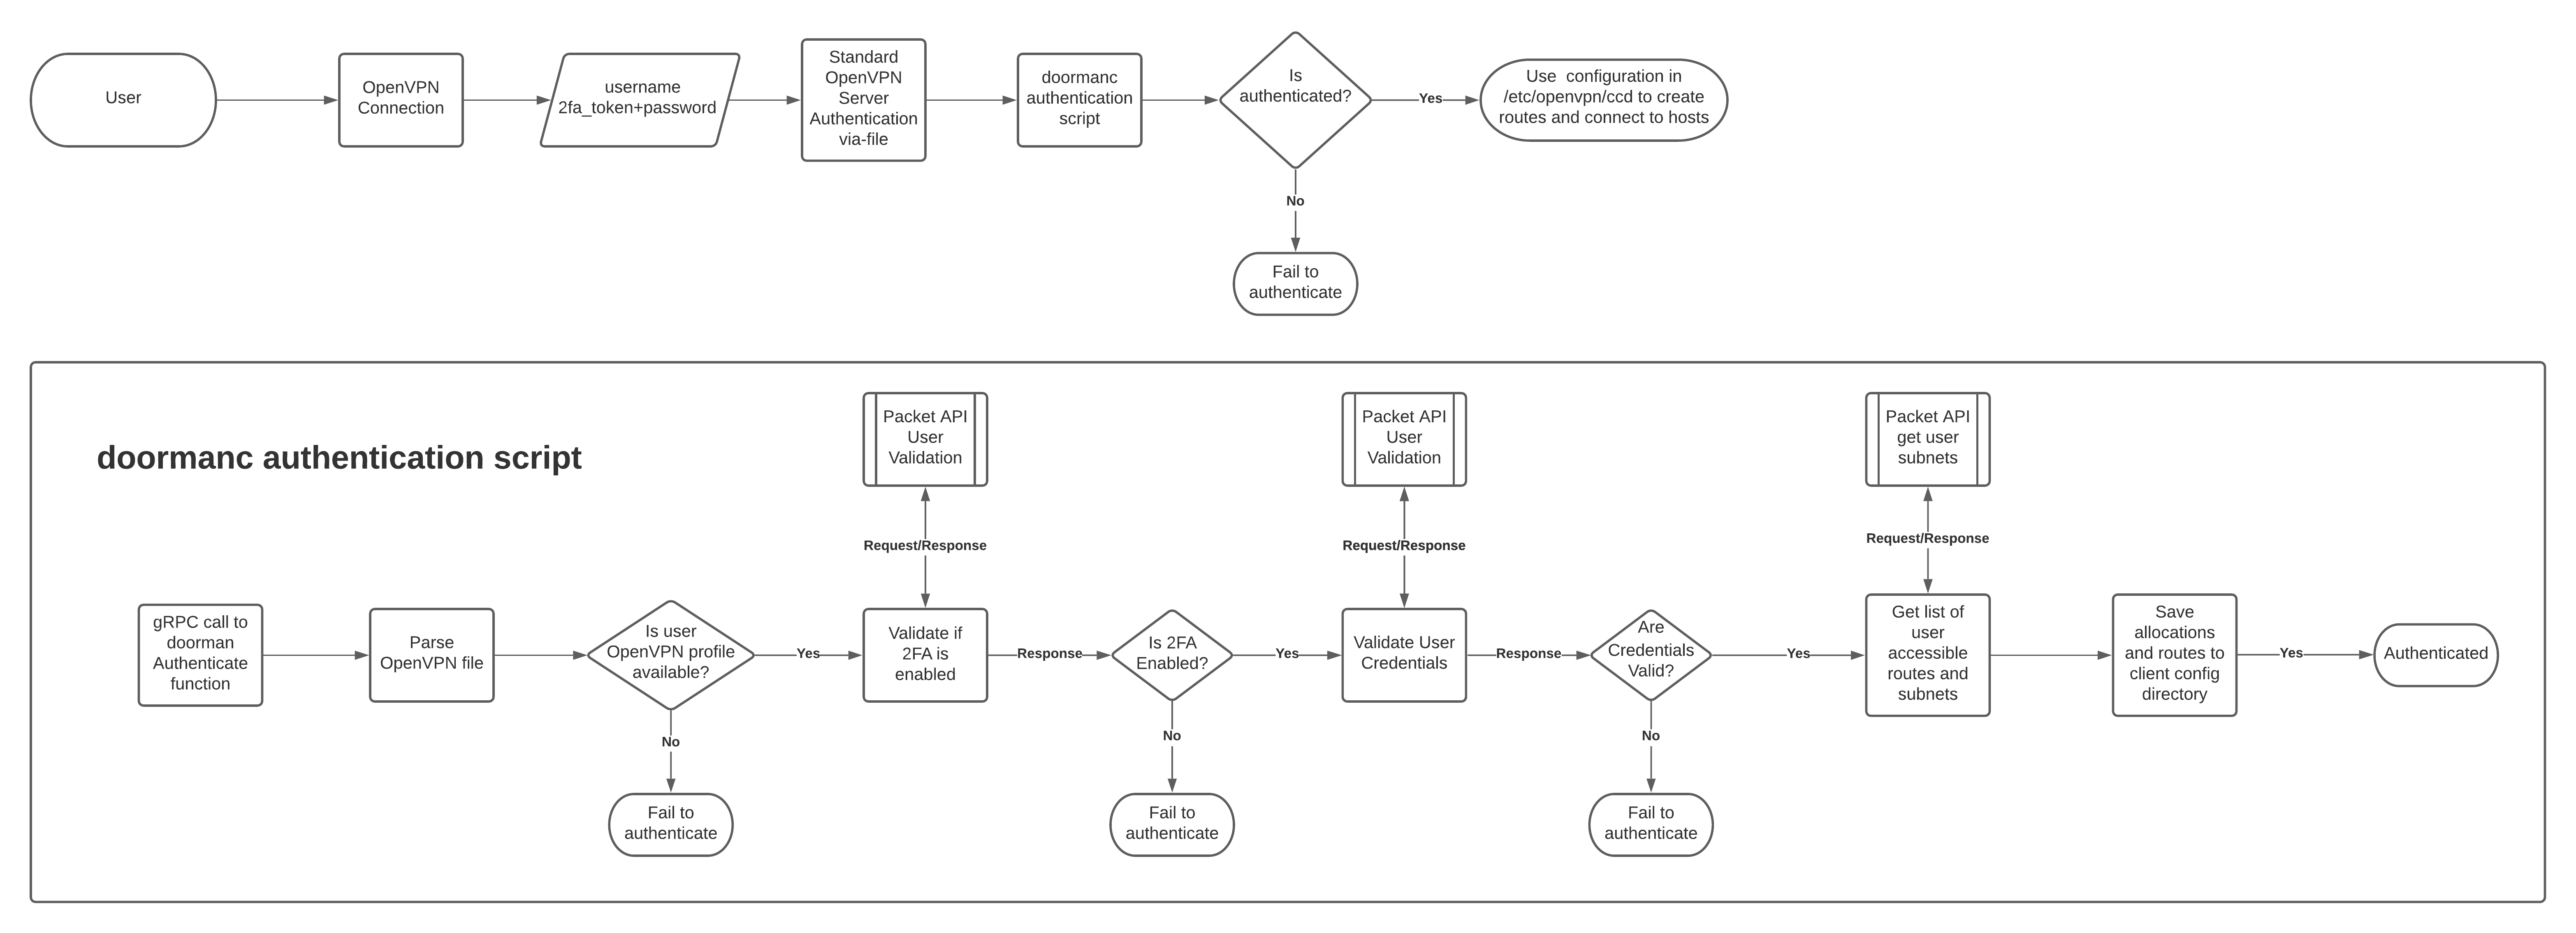 User
OpenVPN
Connection
username
2fa_token+password
Standard
OpenVPN
Server
Authentication
via-file
doormanc
authentication
script
Is
authenticated?
Yes
Use  configuration in
/etc/openvpn/ccd to create
routes and connect to hosts
No
Fail to
authenticate
doormanc authentication script
Packet API
User
Validation
Packet API
User
Validation
Packet API
get user
subnets
Request/Response
Request/Response
Request/Response
gRPC call to
doorman
Authenticate
function
Parse
OpenVPN file
Is user
OpenVPN profile
available?
Yes
Validate if
2FA is
enabled
Response
Is 2FA
Enabled?
Yes
Validate User
Credentials
Response
Are
Credentials
Valid?
Yes
Get list of
user
accessible
routes and
subnets
Save
allocations
and routes to
client config
directory
Yes
Authenticated
No
No
No
Fail to
authenticate
Fail to
authenticate
Fail to
authenticate